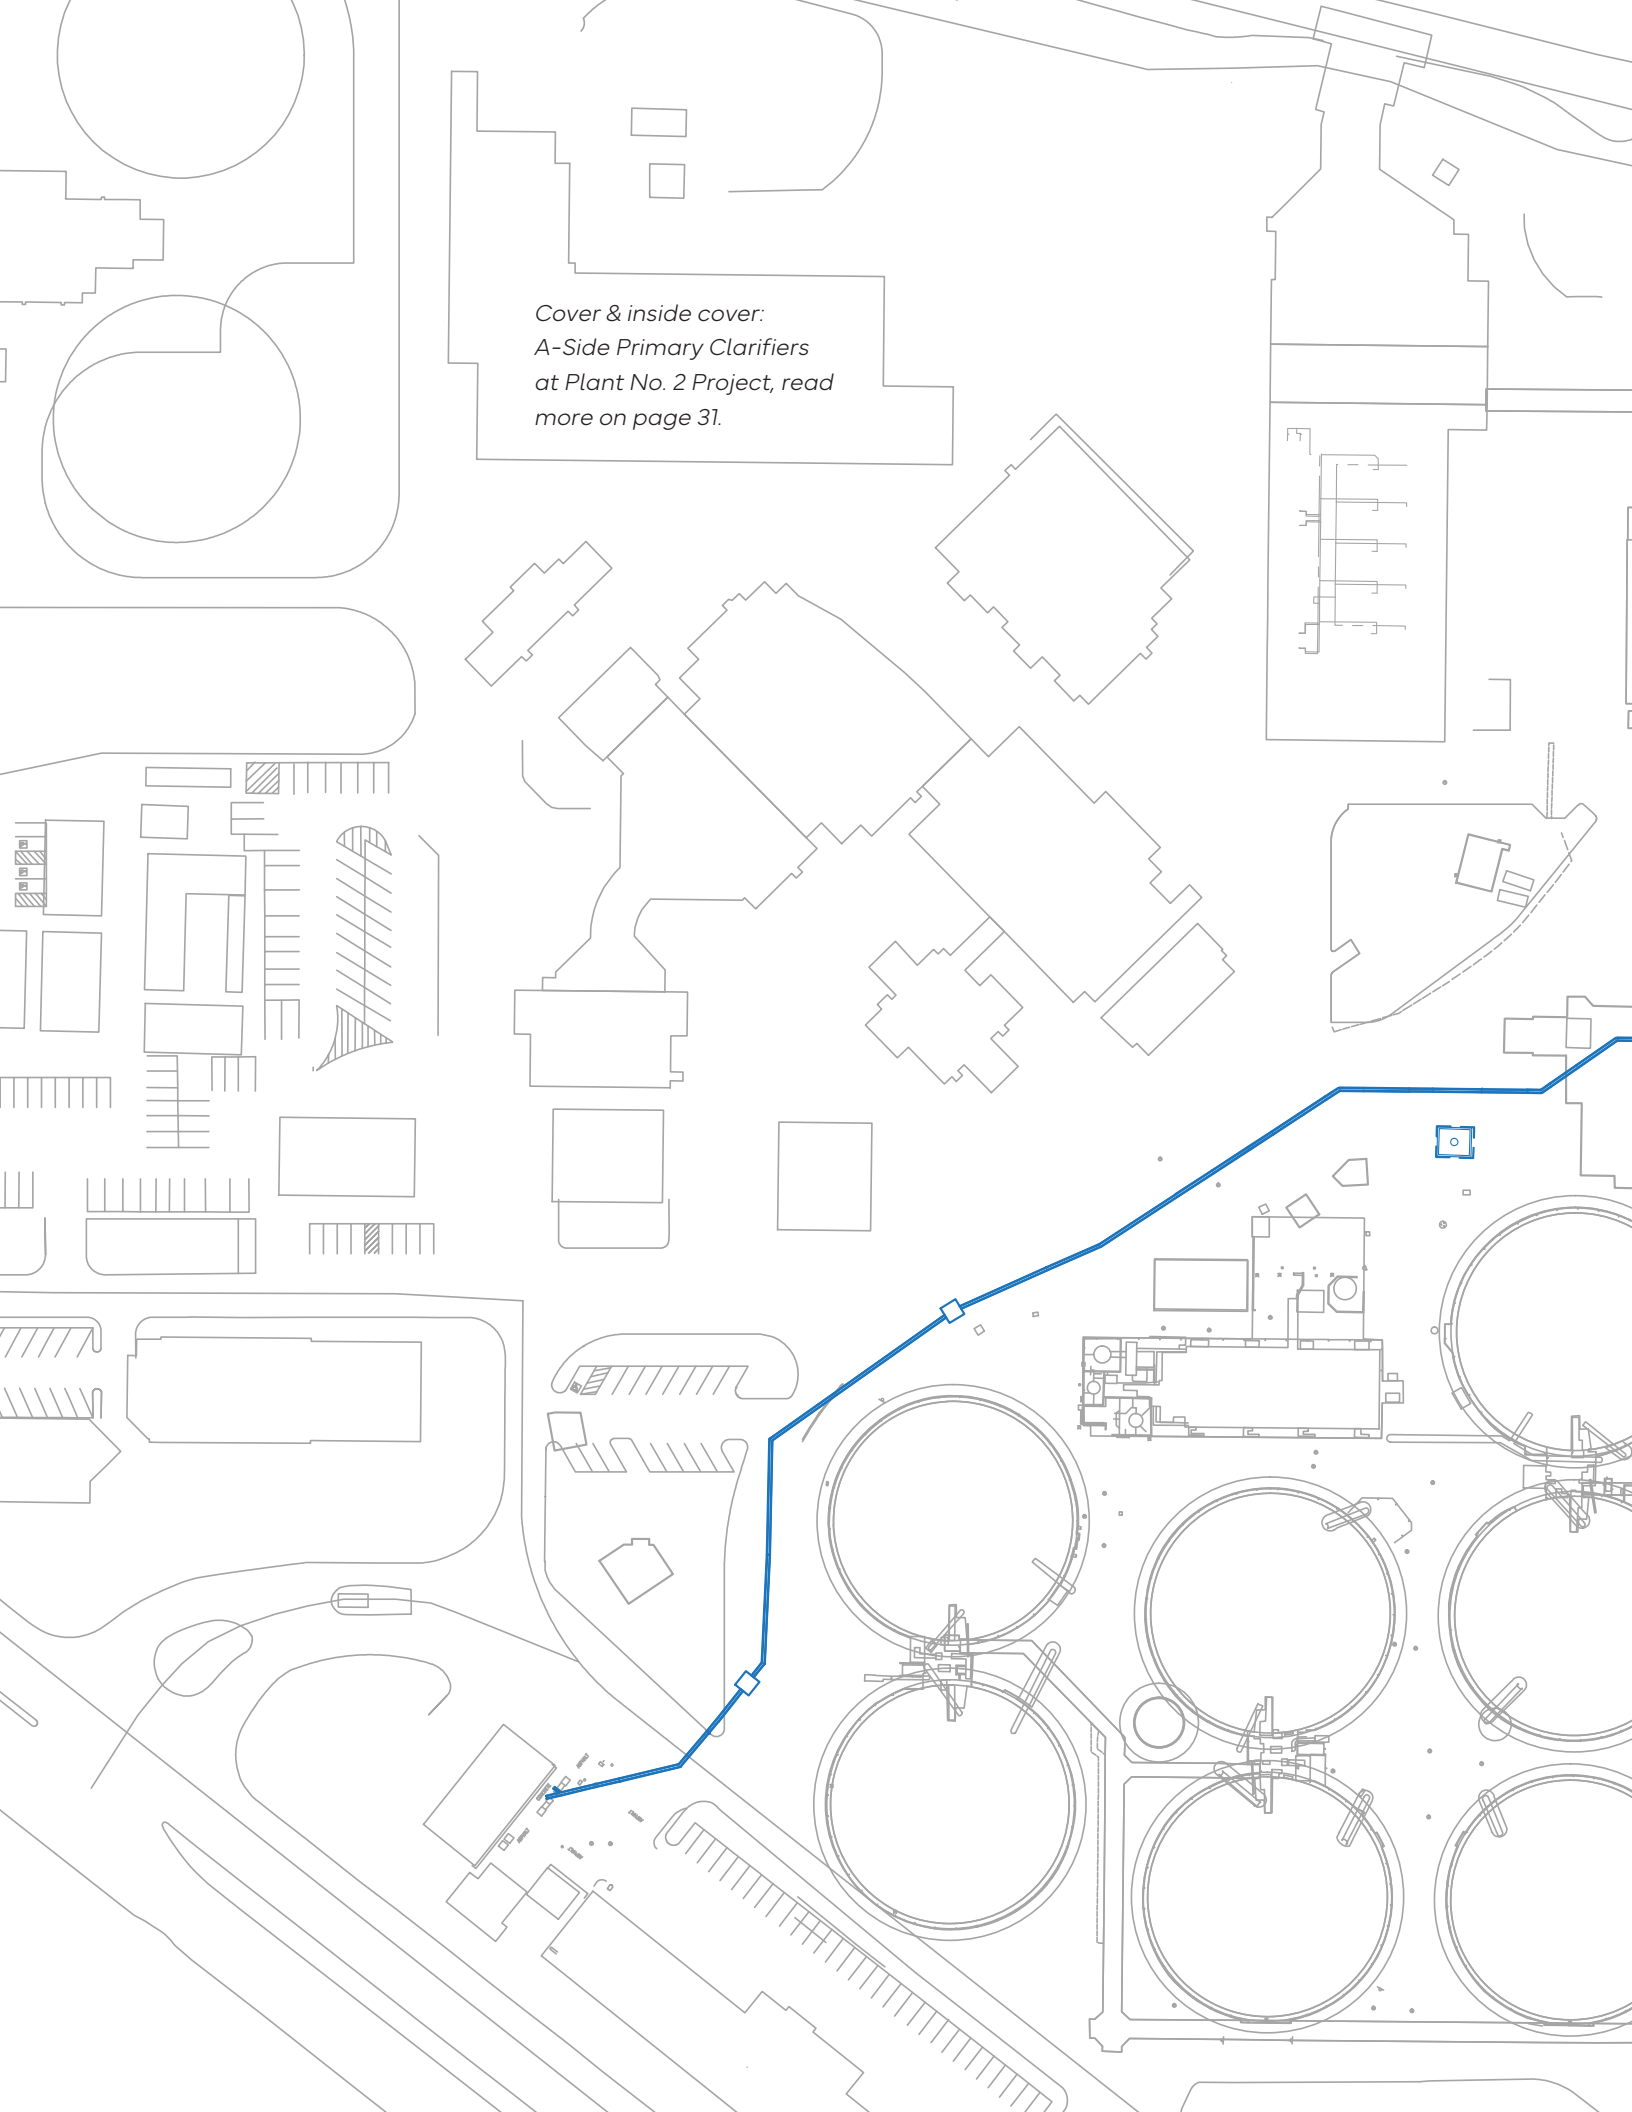 Cover & inside cover:
A-Side Primary Clarifiers
at Plant No. 2 Project, read
more on page 31.